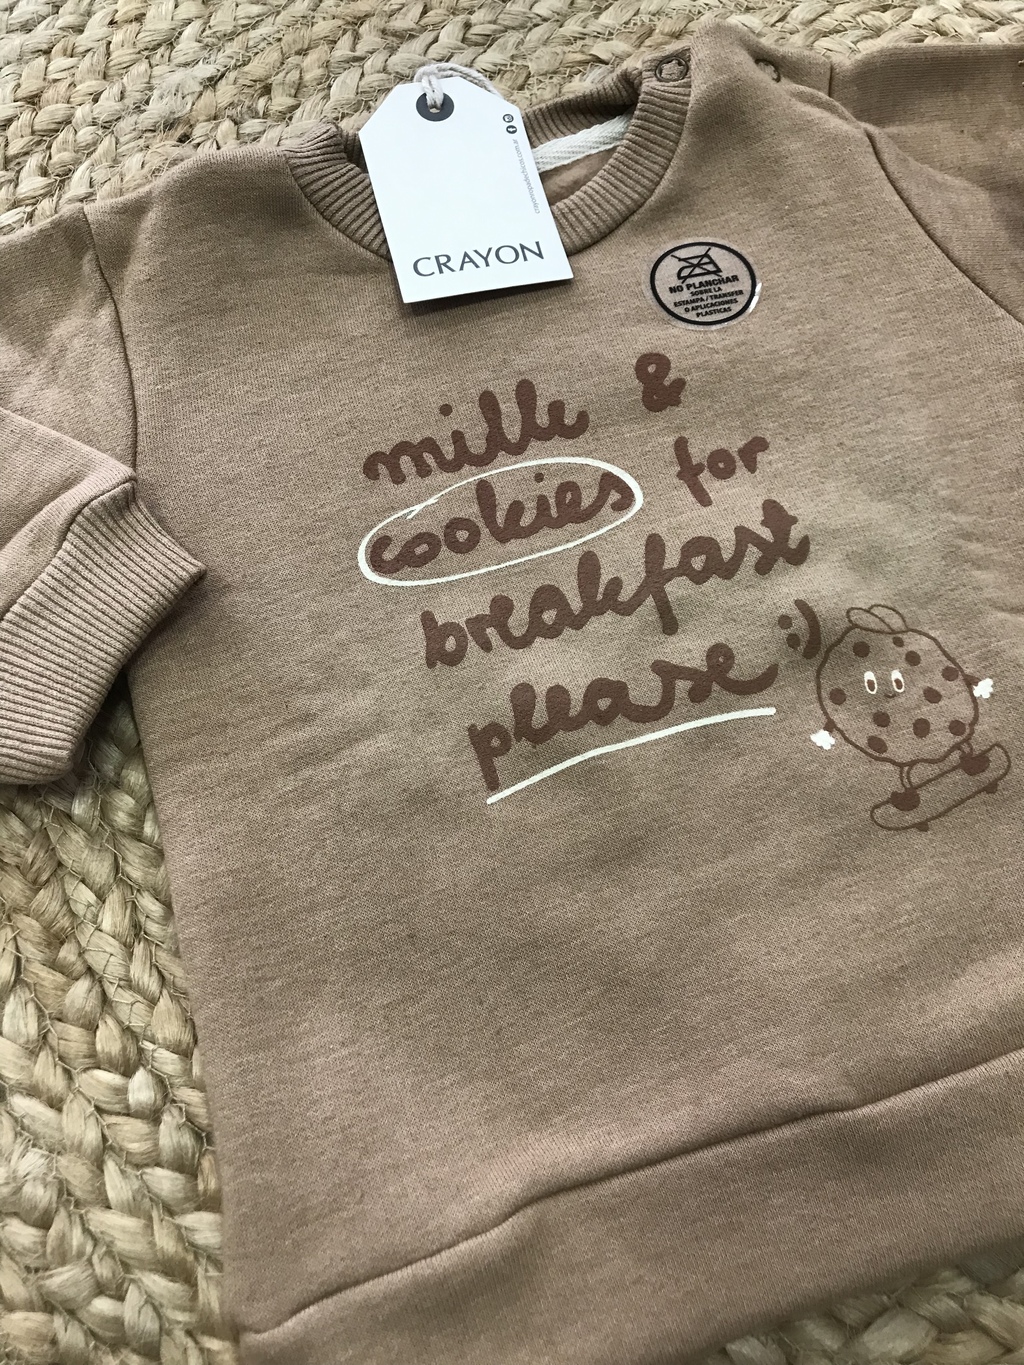 CRAYON
NO PLANCHAR
SOBRE LA
ESTAMPA / TRANSFER
O APLICACIONES
PLASTICAS
milk &
cookies for
breakfast
please :)